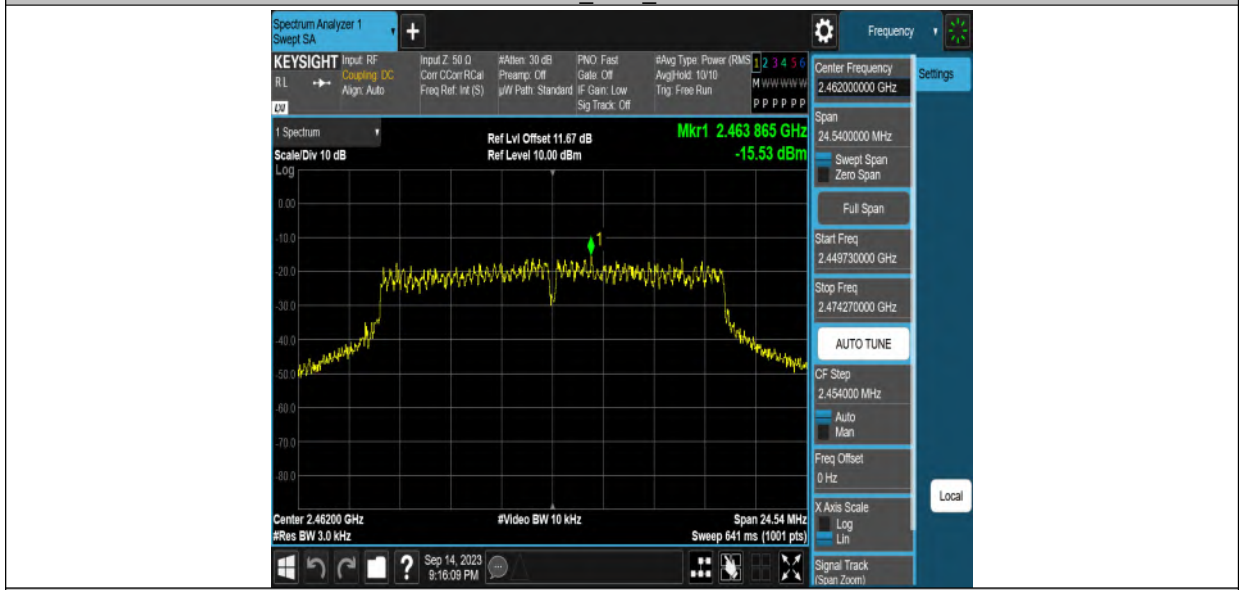 Spectrum Analyzer 1
Swept SA
+
Frequency
KEYSIGHT
RL
LXI
Input: RF
Coupling: DC
Align: Auto
Input Z: 50 Ω
Corr CCorr RCal
Freq Ref: Int (S)
#Atten: 30 dB
Preamp: Off
µW Path: Standard
PNO: Fast
Gate: Off
IF Gain: Low
Sig Track: Off
#Avg Type: Power (RMS
Avg|Hold: 10/10
Trig: Free Run
1 2 3 4 5 6
M W W W W W
P P P P P P
1 Spectrum
Scale/Div 10 dB
Ref Lvl Offset 11.67 dB
Ref Level 10.00 dBm
Mkr1 2.463 865 GHz
-15.53 dBm
Log
0.00
-10.0
-20.0
-30.0
-40.0
-50.0
-60.0
-70.0
-80.0
1
Center 2.46200 GHz
#Res BW 3.0 kHz
#Video BW 10 kHz
Span 24.54 MHz
Sweep 641 ms (1001 pts)
?
Sep 14, 2023
9:16:09 PM
Center Frequency
2.462000000 GHz
Span
24.5400000 MHz
Swept Span
Zero Span
Full Span
Start Freq
2.449730000 GHz
Stop Freq
2.474270000 GHz
AUTO TUNE
CF Step
2.454000 MHz
Auto
Man
Freq Offset
0 Hz
X Axis Scale
Log
Lin
Signal Track
(Span Zoom)
Settings
Local